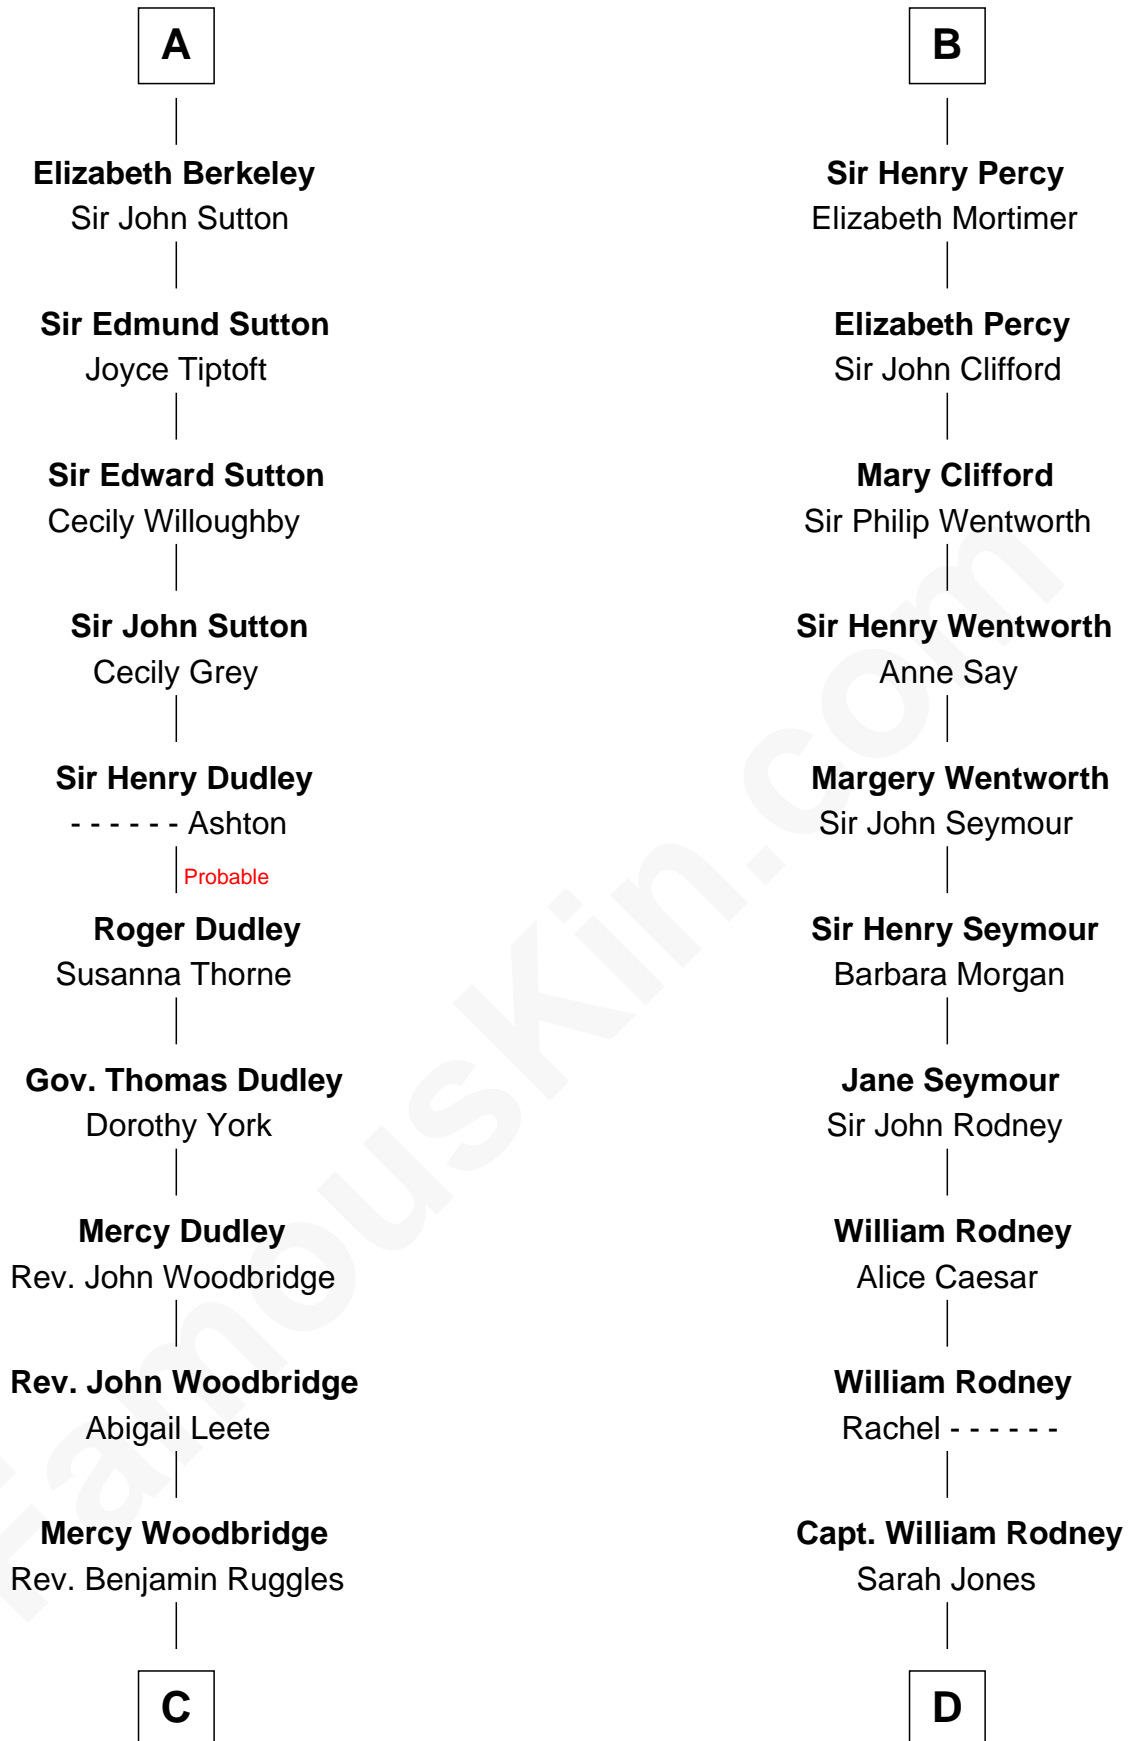 A
Elizabeth Berkeley
Sir John Sutton
Sir Edmund Sutton
Joyce Tiptoft
Sir Edward Sutton
Cecily Willoughby
Sir John Sutton
Cecily Grey
Sir Henry Dudley
- - - - - - Ashton
Probable
Roger Dudley
Susanna Thorne
Gov. Thomas Dudley
Dorothy York
Mercy Dudley
Rev. John Woodbridge
Rev. John Woodbridge
Abigail Leete
Mercy Woodbridge
Rev. Benjamin Ruggles
C
B
Sir Henry Percy
Elizabeth Mortimer
Elizabeth Percy
Sir John Clifford
Mary Clifford
Sir Philip Wentworth
Sir Henry Wentworth
Anne Say
Margery Wentworth
Sir John Seymour
Sir Henry Seymour
Barbara Morgan
Jane Seymour
Sir John Rodney
William Rodney
Alice Caesar
William Rodney
Rachel - - - - - -
Capt. William Rodney
Sarah Jones
D
FamousKin.com